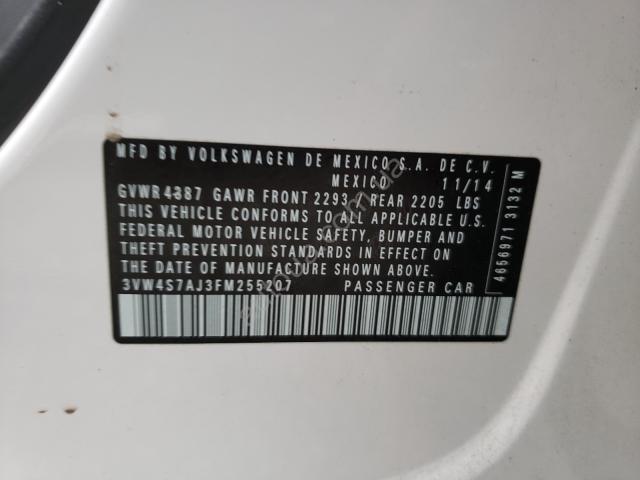 MFD BY VOLKSWAGEN DE MEXICO S.A. DE C.V.
MEXICO 11/14
GVWR 4387 GAWR FRONT 2293 REAR 2205 LBS
THIS VEHICLE CONFORMS TO ALL APPLICABLE U.S.
FEDERAL MOTOR VEHICLE SAFETY, BUMPER AND
THEFT PREVENTION STANDARDS IN EFFECT ON
THE DATE OF MANUFACTURE SHOWN ABOVE.
3VW4S7AJ3FM255207 PASSENGER CAR
4656971 3132 M